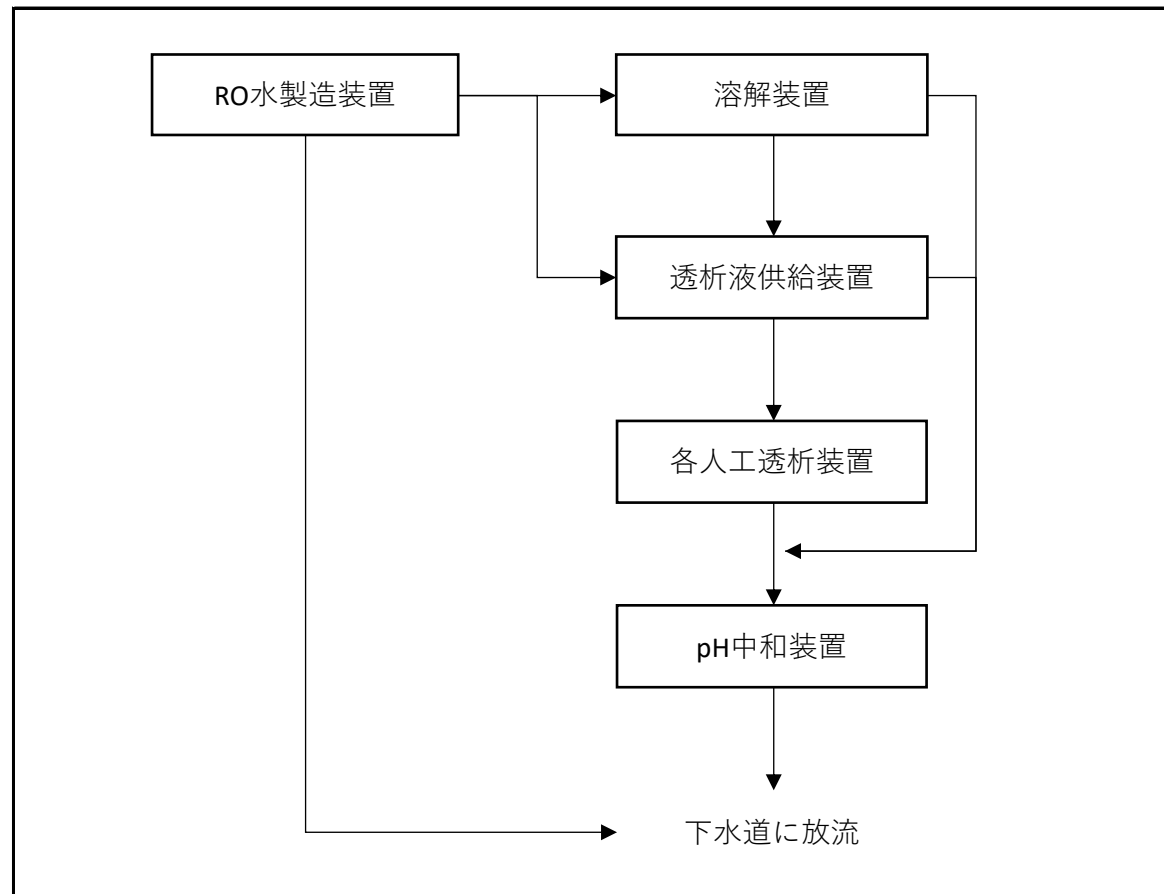 RO水製造装置
溶解装置
透析液供給装置
各人工透析装置
pH中和装置
下水道に放流